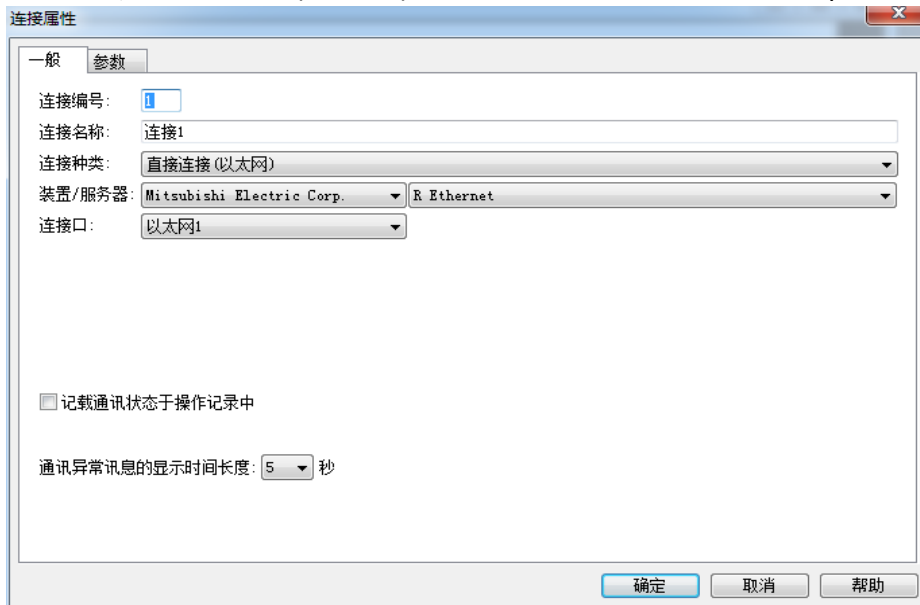 连接属性
一般 参数
连接编号: 1
连接名称: 连接1
连接种类: 直接连接(以太网)
装置/服务器: Mitsubishi Electric Corp. R Ethernet
连接口: 以太网1
记载通讯状态于操作记录中
通讯异常讯息的显示时间长度: 5 秒
确定 取消 帮助